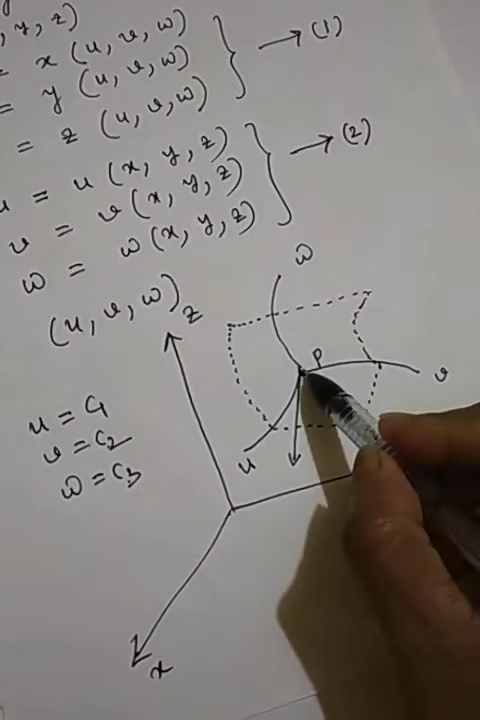 , y, z)
= x (u, v, w)
= y (u, v, w)
= z (u, v, w)
→ (1)
u = u (x, y, z)
v = v (x, y, z)
w = w (x, y, z)
→ (2)
(u, v, w)
u = C1
v = C2
w = C3
z
w
P
v
u
x